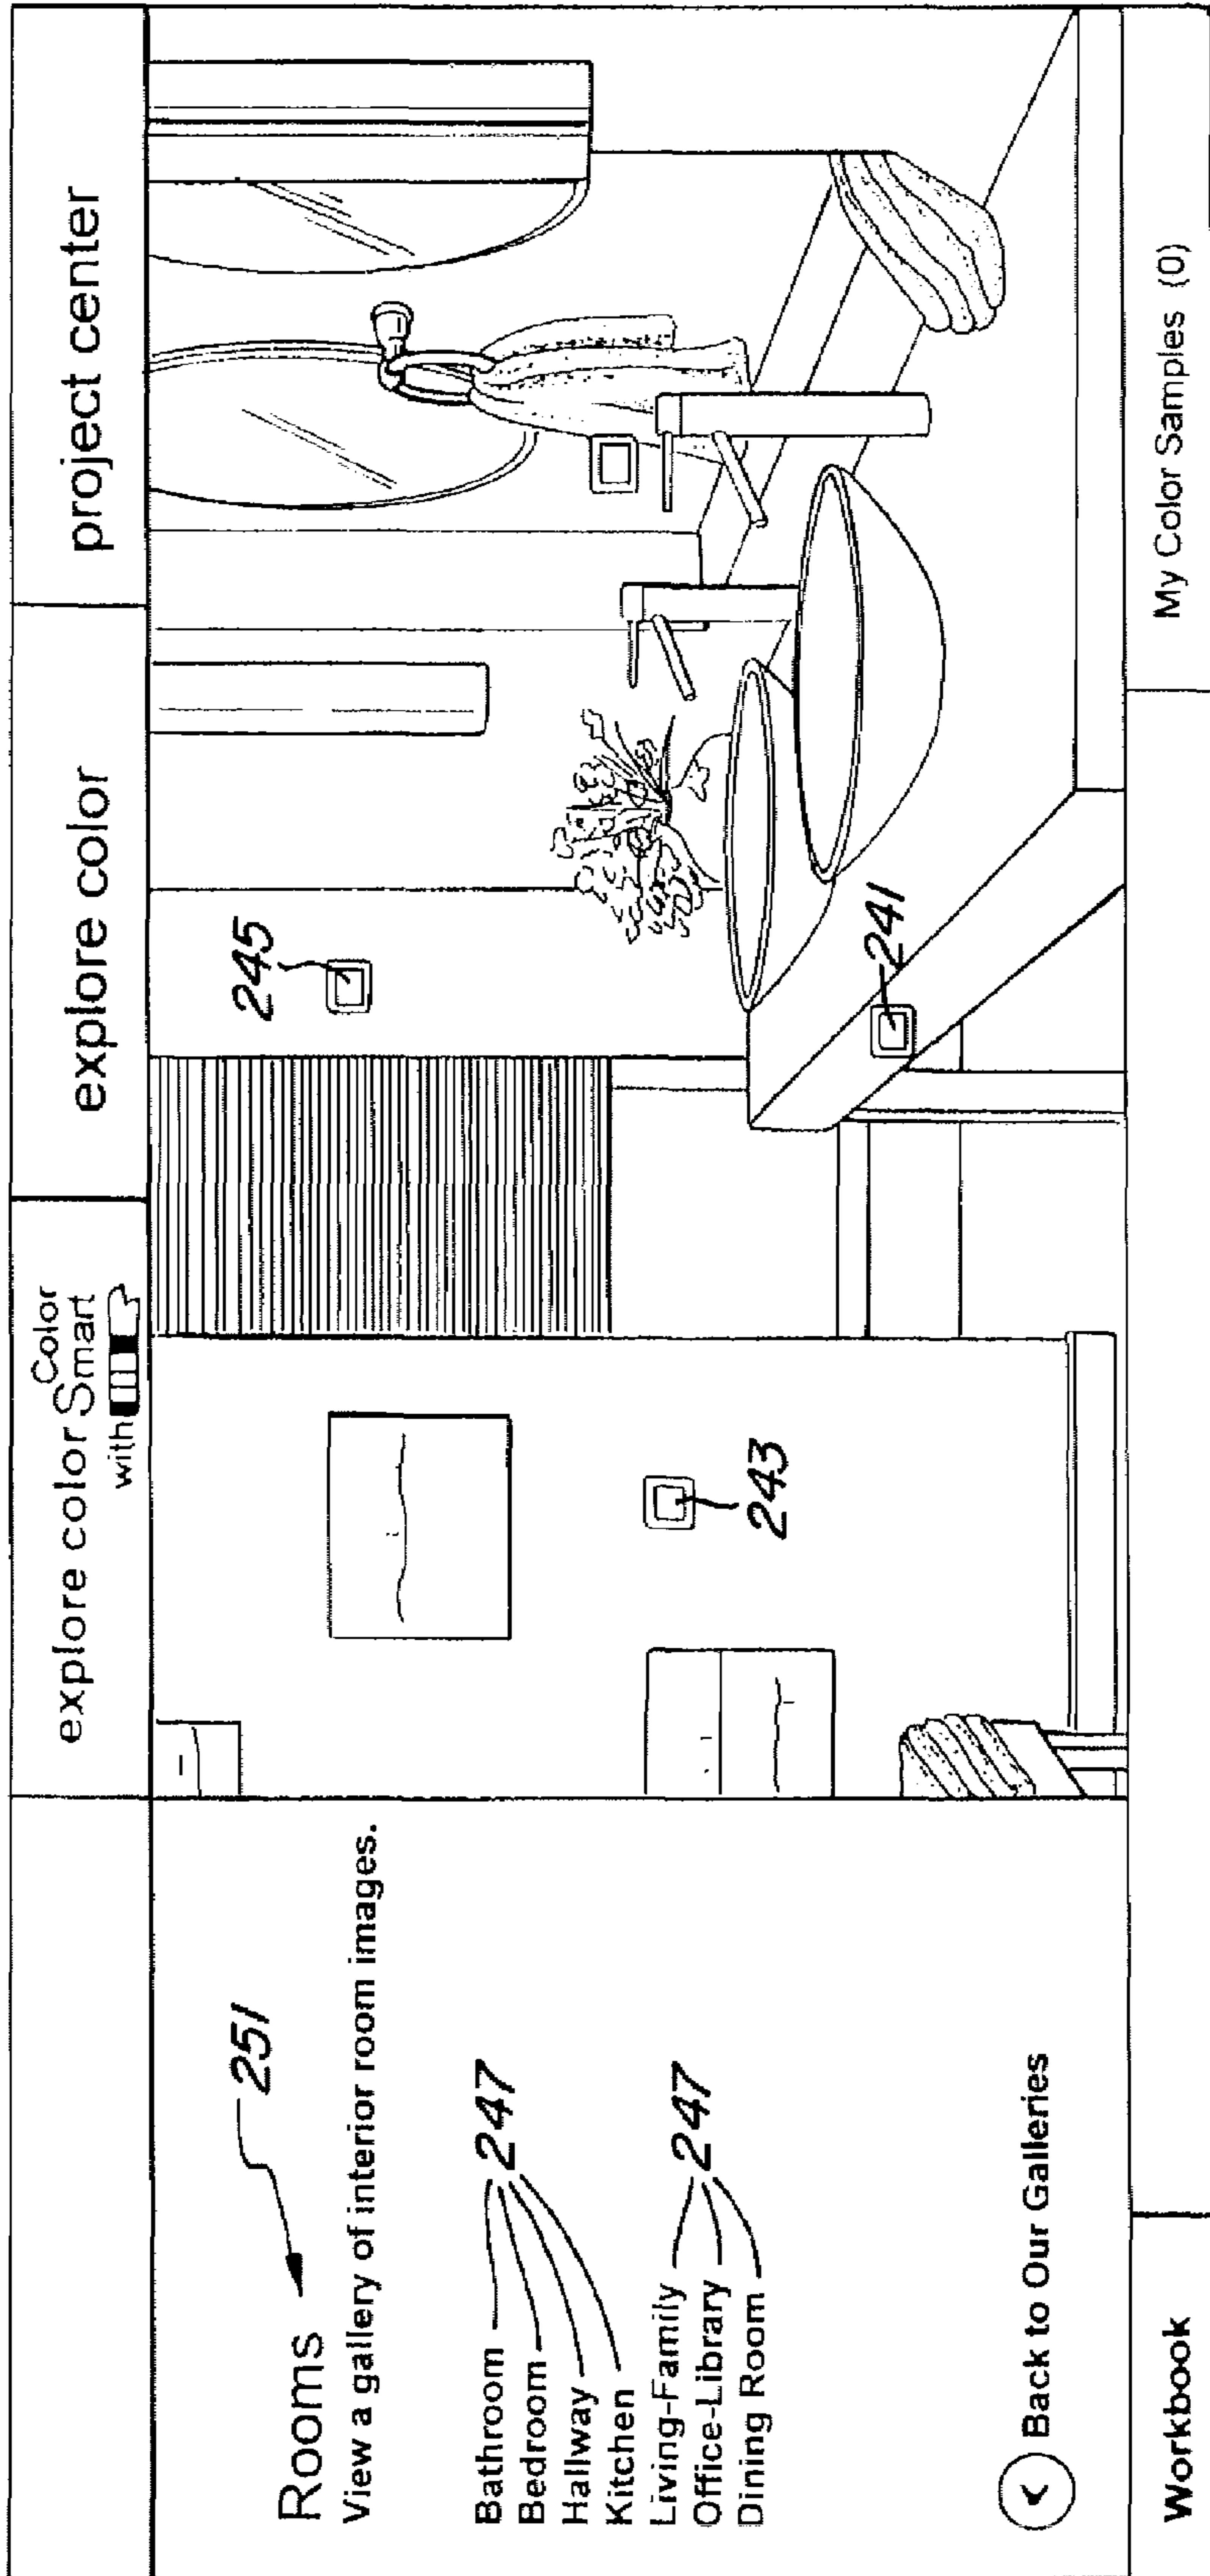 explore color Color Smart
with
explore color
project center
251
Rooms
View a gallery of interior room images.
Bathroom
Bedroom
Hallway
Kitchen
247
Living-Family
Office-Library
Dining Room
247
Back to Our Galleries
245
243
241
Workbook
My Color Samples (0)